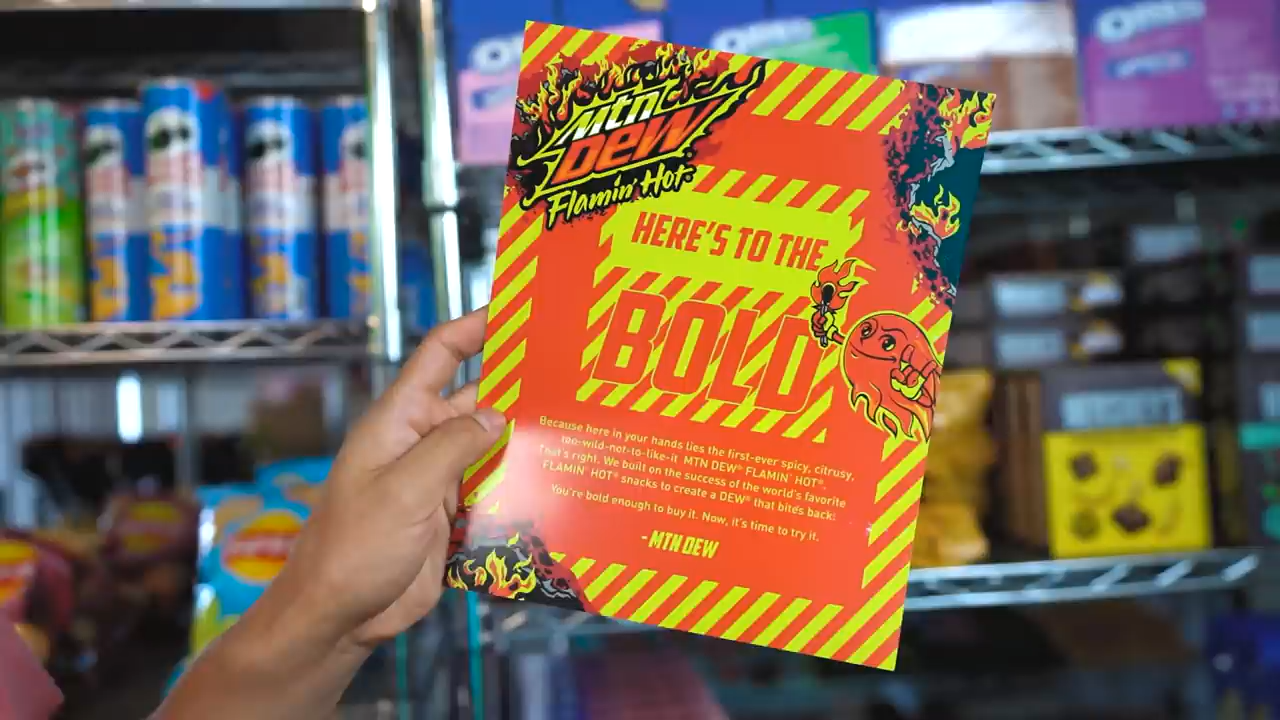 Mtn
DEW
Flamin' Hot
HERE'S TO THE
BOLD
Because here in your hands lies the first-ever spicy, citrusy,
too-wild-not-to-like-it MTN DEW® FLAMIN' HOT®.
That's right. We built on the success of the world's favorite
FLAMIN' HOT® snacks to create a DEW® that bites back!
You're bold enough to buy it. Now, it's time to try it.
-MTN DEW
OREO
OREO